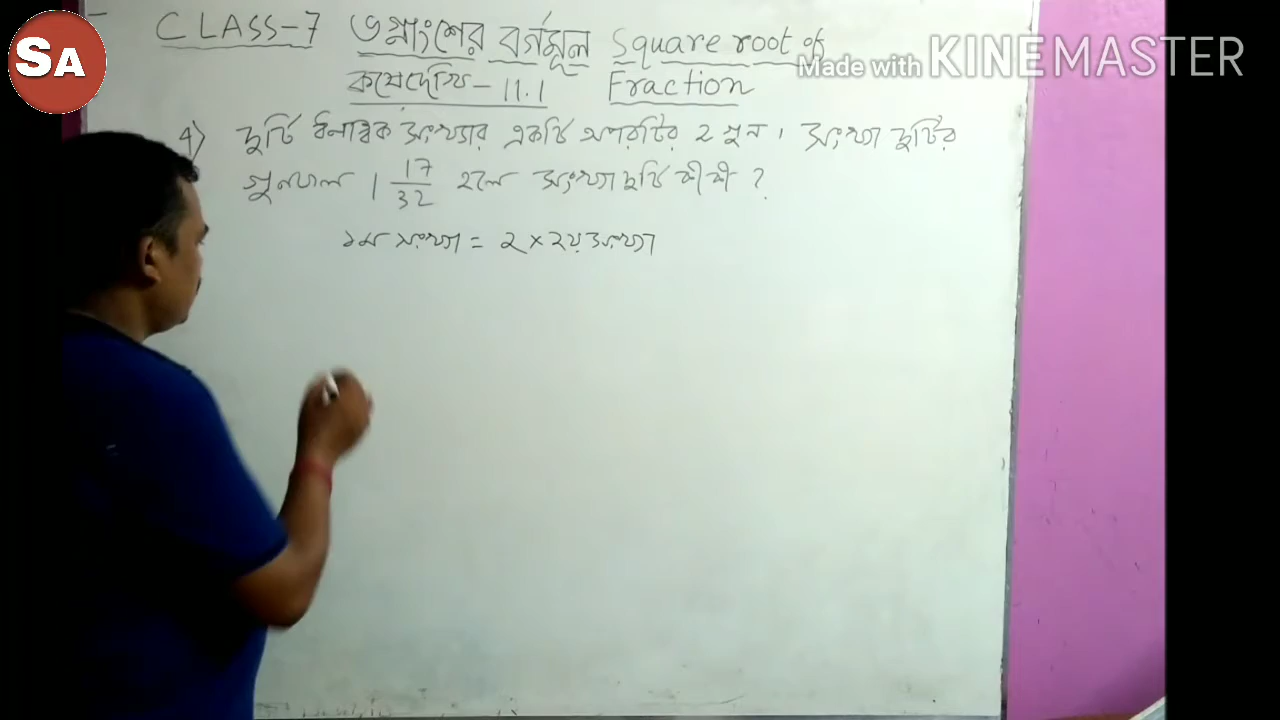 SA
CLASS-7 ভগ্নাংশের বর্গমূল Square root of
Made with KINEMASTER
কষেদেখি - 11.1 Fraction
4) দুটি ধনাত্মক সংখ্যার একটি অপরটির 2 গুন। সংখ্যা দুটির
গুনফল 1 17/32 হলে সংখ্যা দুটি কী কী ?
১ম সংখ্যা = 2 × 2য় সংখ্যা